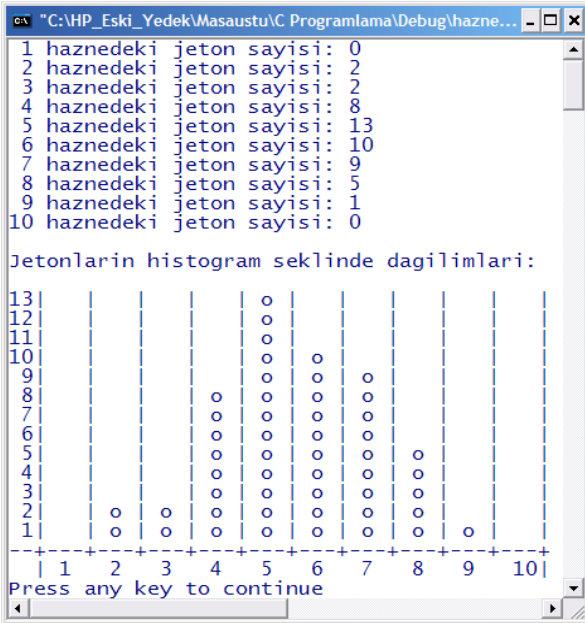 "C:\HP_Eski_Yedek\Masaustu\C Programlama\Debug\hazne...
 1 haznedeki jeton sayisi: 0
 2 haznedeki jeton sayisi: 2
 3 haznedeki jeton sayisi: 2
 4 haznedeki jeton sayisi: 8
 5 haznedeki jeton sayisi: 13
 6 haznedeki jeton sayisi: 10
 7 haznedeki jeton sayisi: 9
 8 haznedeki jeton sayisi: 5
 9 haznedeki jeton sayisi: 1
10 haznedeki jeton sayisi: 0
Jetonlarin histogram seklinde dagilimlari:
13|   |   |   |   | o |   |   |   |   |   |
12|   |   |   |   | o |   |   |   |   |   |
11|   |   |   |   | o |   |   |   |   |   |
10|   |   |   |   | o | o |   |   |   |   |
 9|   |   |   |   | o | o | o |   |   |   |
 8|   |   |   | o | o | o | o |   |   |   |
 7|   |   |   | o | o | o | o |   |   |   |
 6|   |   |   | o | o | o | o |   |   |   |
 5|   |   |   | o | o | o | o | o |   |   |
 4|   |   |   | o | o | o | o | o |   |   |
 3|   |   |   | o | o | o | o | o |   |   |
 2|   | o | o | o | o | o | o | o |   |   |
 1|   | o | o | o | o | o | o | o | o |   |
--+---+---+---+---+---+---+---+---+---+---+
  | 1   2   3   4   5   6   7   8   9   10|
Press any key to continue